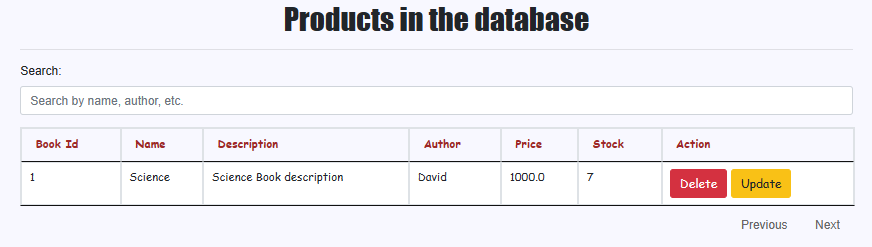 Products in the database
Search:
Search by name, author, etc.
Book Id Name Description Author Price Stock Action
1 Science Science Book description David 1000.0 7 Delete Update
Previous Next